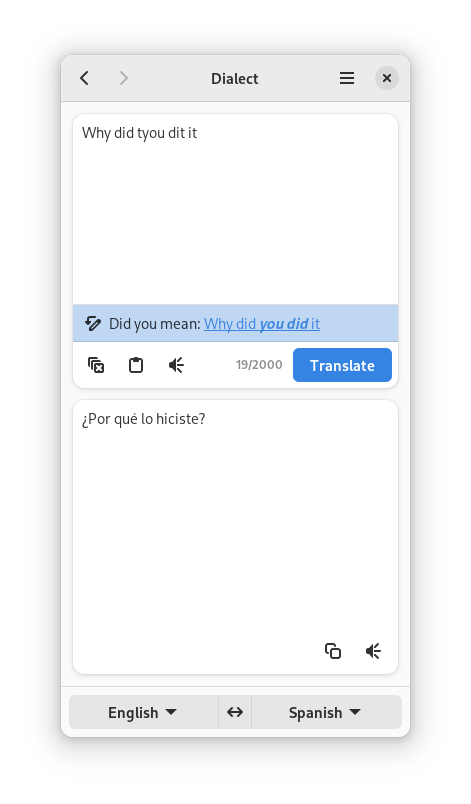 Dialect
Why did tyou dit it
Did you mean: Why did you did it
19/2000
Translate
¿Por qué lo hiciste?
English
Spanish